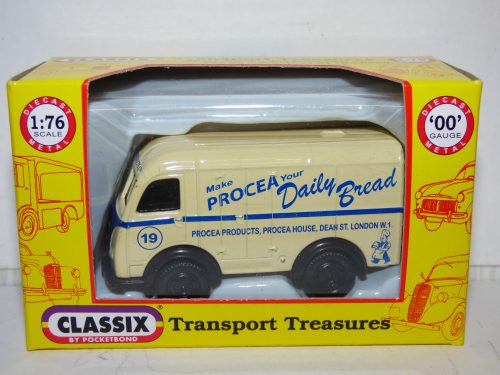 DIECAST
1:76
SCALE
METAL
DIECAST
'OO'
GAUGE
METAL
Make PROCEA Your Daily Bread
PROCEA PRODUCTS, PROCEA HOUSE, DEAN ST. LONDON W.1.
19
CLASSIX®
BY POCKETBOND
Transport Treasures